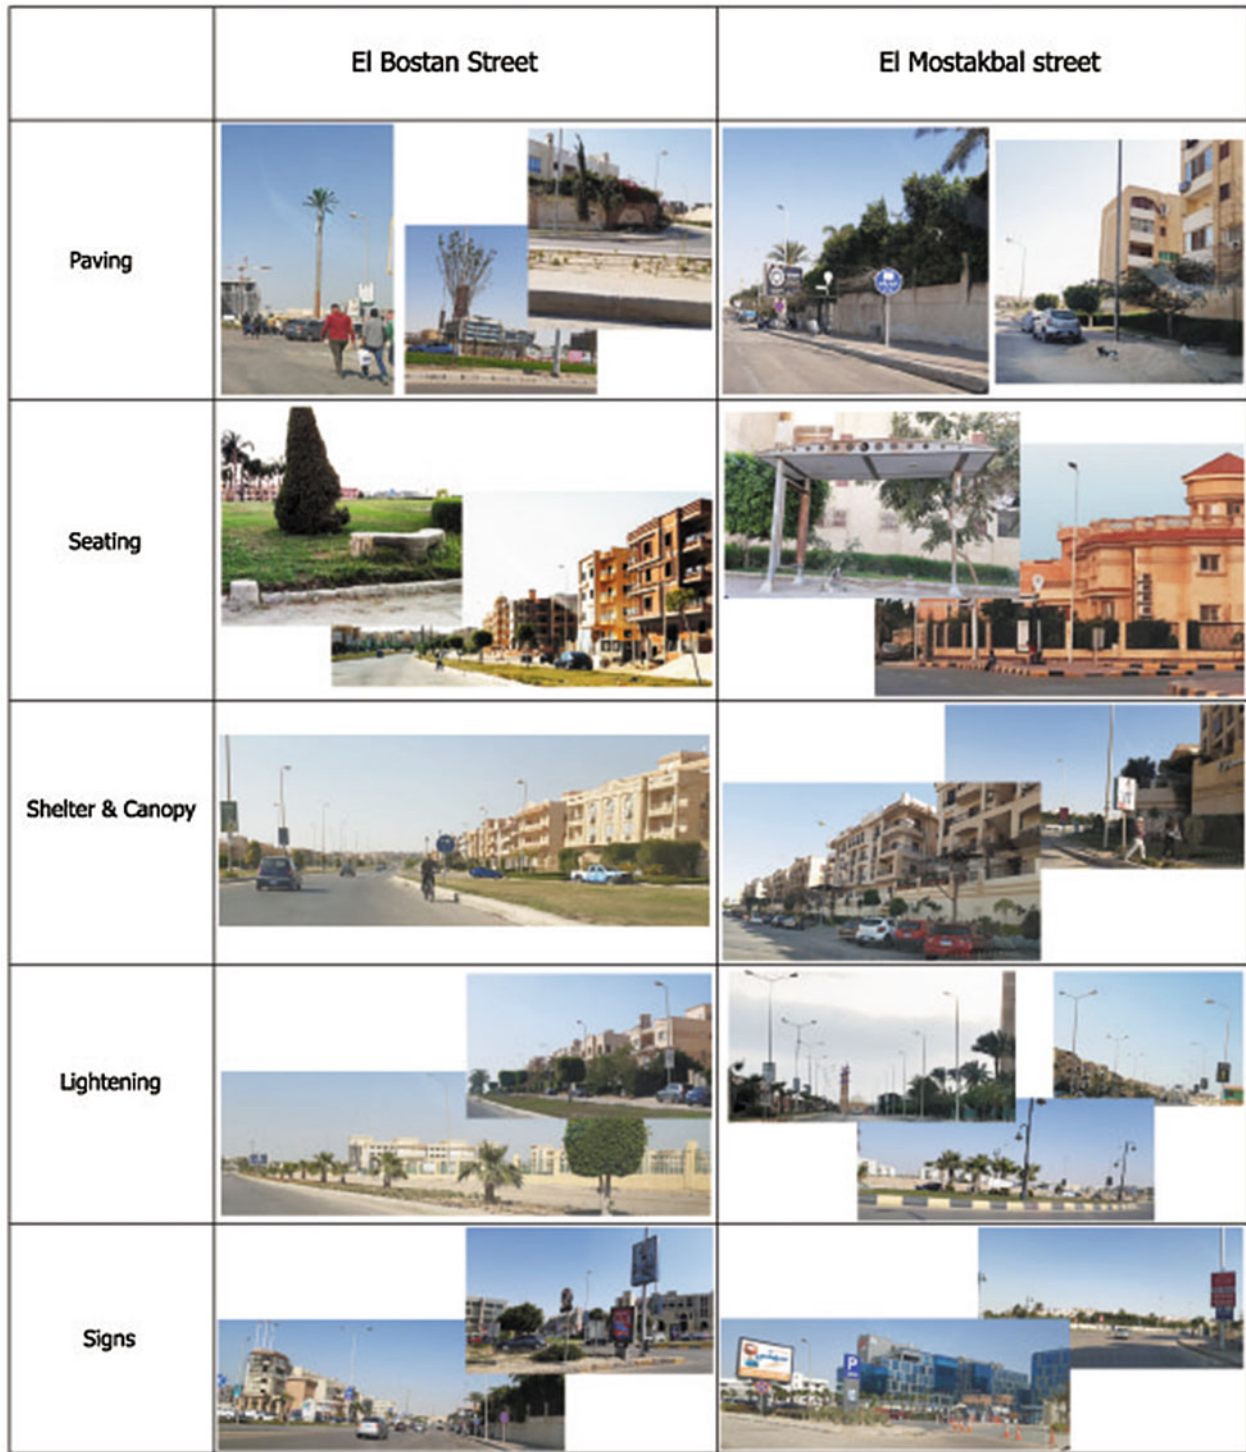 El Bostan Street
El Mostakbal street
Paving
Seating
Shelter & Canopy
Lightening
Signs
P